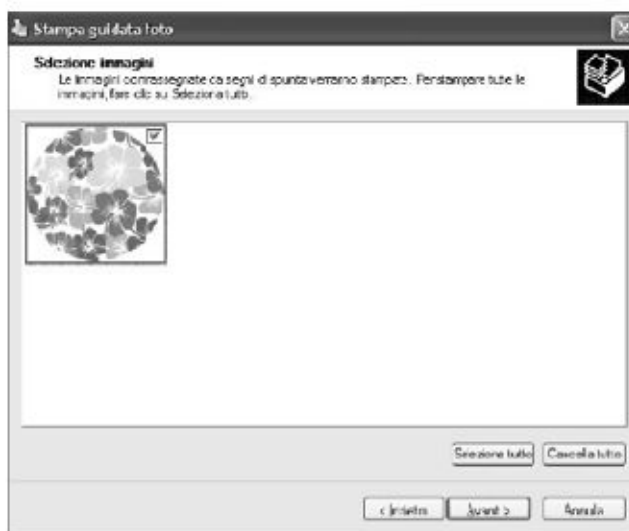 Stampa guidata foto
Selezione immagini
Le immagini contrassegnate da segni di spunta verranno stampate. Per stampare tutte le
immagini, fare clic su Seleziona tutto.
Seleziona tutto Cancella tutto
< Indietro Avanti > Annulla